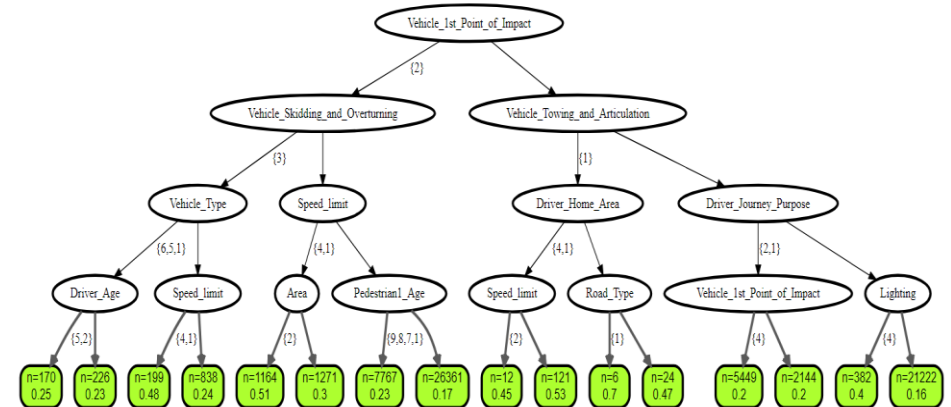 Vehicle_1st_Point_of_Impact
{2}
Vehicle_Skidding_and_Overturning
Vehicle_Towing_and_Articulation
{3}
{1}
Vehicle_Type
Speed_limit
Driver_Home_Area
Driver_Journey_Purpose
{6,5,1}
{4,1}
{4,1}
{2,1}
Driver_Age
Speed_limit
Area
Pedestrian1_Age
Speed_limit
Road_Type
Vehicle_1st_Point_of_Impact
Lighting
{5,2}
{4,1}
{2}
{9,8,7,1}
{2}
{1}
{4}
{4}
n=170
0.25
n=226
0.23
n=199
0.48
n=838
0.24
n=1164
0.51
n=1271
0.3
n=7767
0.23
n=26361
0.17
n=12
0.45
n=121
0.53
n=6
0.7
n=24
0.47
n=5449
0.2
n=2144
0.2
n=382
0.4
n=21222
0.16